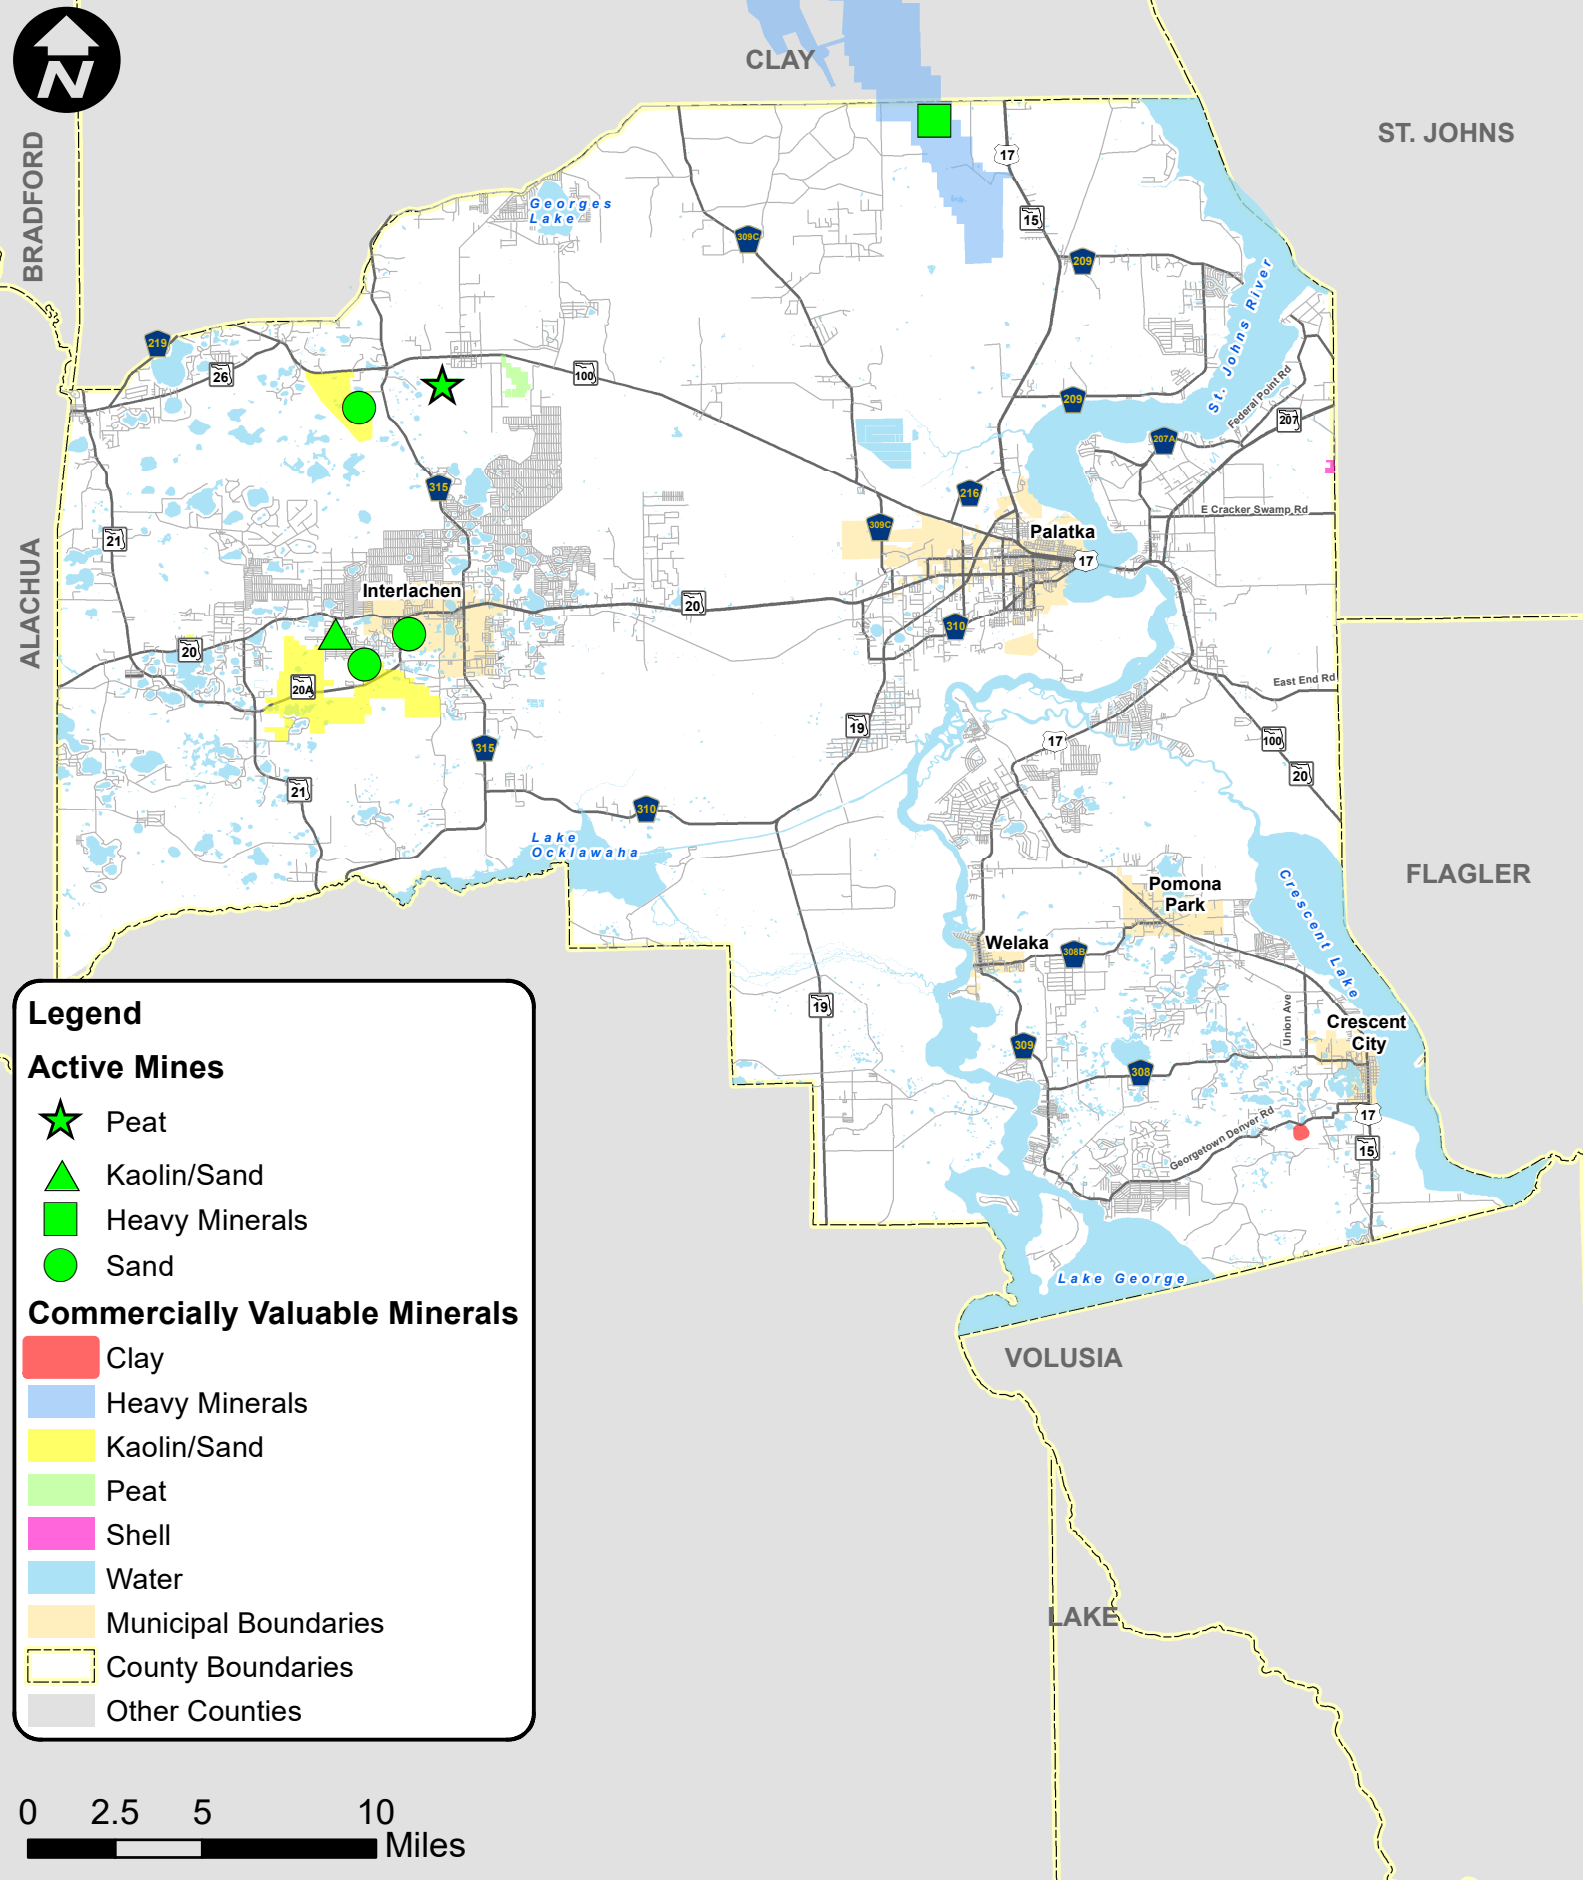 N
CLAY
ST. JOHNS
BRADFORD
17
15
Georges
Lake
309C
209
St. Johns River
219
26
100
209
Federal Point Rd
207
207A
315
216
E Cracker Swamp Rd
21
309C
Palatka
17
ALACHUA
Interlachen
20
310
20
20A
East End Rd
19
17
100
315
20
21
310
Lake
Ocklawaha
FLAGLER
Crescent Lake
Pomona
Park
Welaka
308B
19
Union Ave
Crescent
City
309
308
17
Georgetown Denver Rd
15
Lake George
VOLUSIA
LAKE
Legend
Active Mines
Peat
Kaolin/Sand
Heavy Minerals
Sand
Commercially Valuable Minerals
Clay
Heavy Minerals
Kaolin/Sand
Peat
Shell
Water
Municipal Boundaries
County Boundaries
Other Counties
0 2.5 5 10
Miles